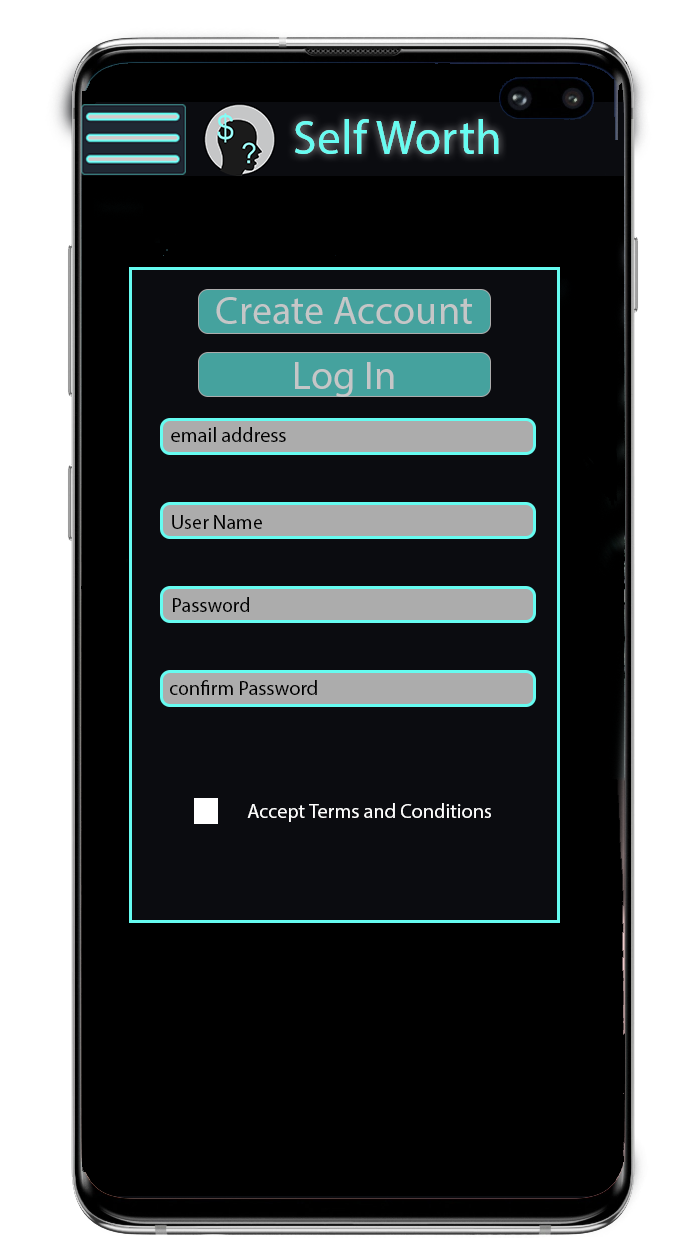 $
?
Self Worth
Create Account
Log In
email address
User Name
Password
confirm Password
Accept Terms and Conditions